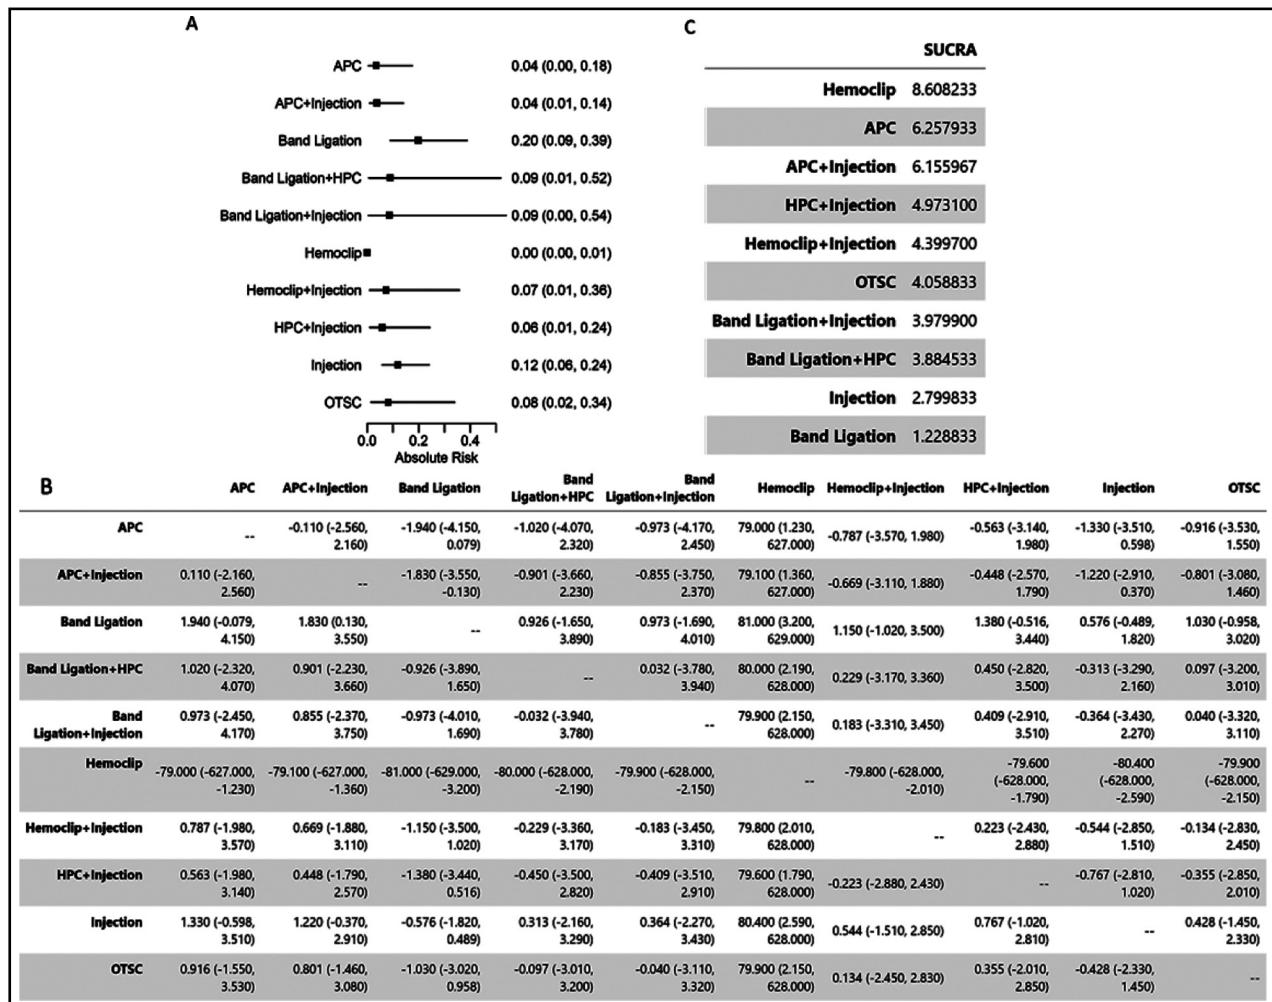 A
APC 0.04 (0.00, 0.18)
APC+Injection 0.04 (0.01, 0.14)
Band Ligation 0.20 (0.09, 0.39)
Band Ligation+HPC 0.09 (0.01, 0.52)
Band Ligation+Injection 0.09 (0.00, 0.54)
Hemoclip 0.00 (0.00, 0.01)
Hemoclip+Injection 0.07 (0.01, 0.36)
HPC+Injection 0.06 (0.01, 0.24)
Injection 0.12 (0.06, 0.24)
OTSC 0.08 (0.02, 0.34)
0.0 0.2 0.4
Absolute Risk
C
SUCRA
Hemoclip 8.608233
APC 6.257933
APC+Injection 6.155967
HPC+Injection 4.973100
Hemoclip+Injection 4.399700
OTSC 4.058833
Band Ligation+Injection 3.979900
Band Ligation+HPC 3.884533
Injection 2.799833
Band Ligation 1.228833
B
Band Band
APC APC+Injection Band Ligation Ligation+HPC Ligation+Injection Hemoclip Hemoclip+Injection HPC+Injection Injection OTSC
APC -- -0.110 (-2.560, -1.940 (-4.150, -1.020 (-4.070, -0.973 (-4.170, 79.000 (1.230, -0.787 (-3.570, 1.980) -0.563 (-3.140, -1.330 (-3.510, -0.916 (-3.530,
2.160) 0.079) 2.320) 2.450) 627.000) 1.980) 0.598) 1.550)
APC+Injection 0.110 (-2.160, -- -1.830 (-3.550, -0.901 (-3.660, -0.855 (-3.750, 79.100 (1.360, -0.669 (-3.110, 1.880) -0.448 (-2.570, -1.220 (-2.910, -0.801 (-3.080,
2.560) -0.130) 2.230) 2.370) 627.000) 1.790) 0.370) 1.460)
Band Ligation 1.940 (-0.079, 1.830 (0.130, -- 0.926 (-1.650, 0.973 (-1.690, 81.000 (3.200, 1.150 (-1.020, 3.500) 1.380 (-0.516, 0.576 (-0.489, 1.030 (-0.958,
4.150) 3.550) 3.890) 4.010) 629.000) 3.440) 1.820) 3.020)
Band Ligation+HPC 1.020 (-2.320, 0.901 (-2.230, -0.926 (-3.890, -- 0.032 (-3.780, 80.000 (2.190, 0.229 (-3.170, 3.360) 0.450 (-2.820, -0.313 (-3.290, 0.097 (-3.200,
4.070) 3.660) 1.650) 3.940) 628.000) 3.500) 2.160) 3.010)
Band 0.973 (-2.450, 0.855 (-2.370, -0.973 (-4.010, -0.032 (-3.940, -- 79.900 (2.150, 0.183 (-3.310, 3.450) 0.409 (-2.910, -0.364 (-3.430, 0.040 (-3.320,
Ligation+Injection 4.170) 3.750) 1.690) 3.780) 628.000) 3.510) 2.270) 3.110)
Hemoclip -79.600 -80.400 -79.900
-79.000 (-627.000, -79.100 (-627.000, -81.000 (-629.000, -80.000 (-628.000, -79.900 (-628.000, -- -79.800 (-628.000, (-628.000, (-628.000, (-628.000,
-1.230) -1.360) -3.200) -2.190) -2.150) -2.010) -1.790) -2.590) -2.150)
Hemoclip+Injection 0.787 (-1.980, 0.669 (-1.880, -1.150 (-3.500, -0.229 (-3.360, -0.183 (-3.450, 79.800 (2.010, -- 0.223 (-2.430, -0.544 (-2.850, -0.134 (-2.830,
3.570) 3.110) 1.020) 3.170) 3.310) 628.000) 2.880) 1.510) 2.450)
HPC+Injection 0.563 (-1.980, 0.448 (-1.790, -1.380 (-3.440, -0.450 (-3.500, -0.409 (-3.510, 79.600 (1.790, -0.223 (-2.880, 2.430) -- -0.767 (-2.810, -0.355 (-2.850,
3.140) 2.570) 0.516) 2.820) 2.910) 628.000) 1.020) 2.010)
Injection 1.330 (-0.598, 1.220 (-0.370, -0.576 (-1.820, 0.313 (-2.160, 0.364 (-2.270, 80.400 (2.590, 0.544 (-1.510, 2.850) 0.767 (-1.020, -- 0.428 (-1.450,
3.510) 2.910) 0.489) 3.290) 3.430) 628.000) 2.810) 2.330)
OTSC 0.916 (-1.550, 0.801 (-1.460, -1.030 (-3.020, -0.097 (-3.010, -0.040 (-3.110, 79.900 (2.150, 0.134 (-2.450, 2.830) 0.355 (-2.010, -0.428 (-2.330, --
3.530) 3.080) 0.958) 3.200) 3.320) 628.000) 2.850) 1.450)